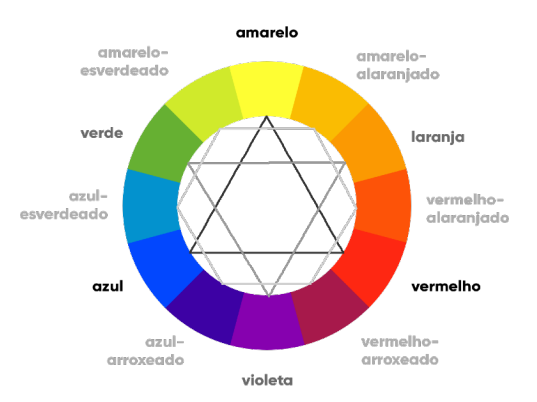 amarelo
amarelo-
esverdeado
amarelo-
alaranjado
verde
laranja
azul-
esverdeado
vermelho-
alaranjado
azul
vermelho
azul-
arroxeado
vermelho-
arroxeado
violeta